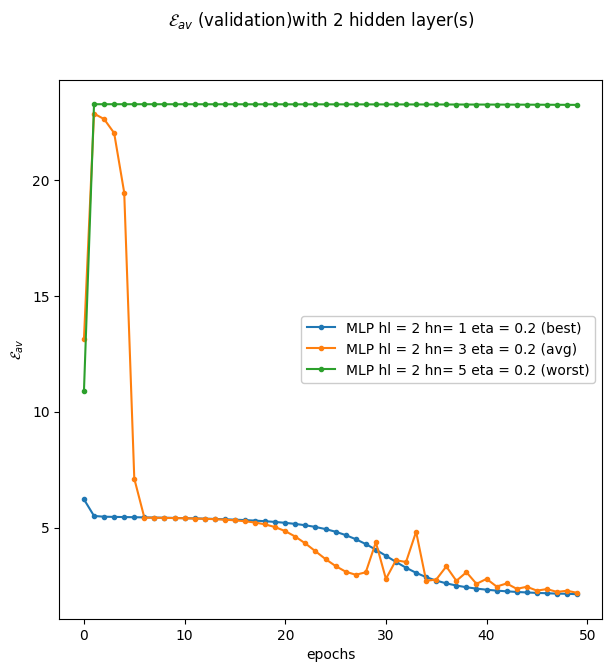 ℰav (validation)with 2 hidden layer(s)
ℰav
20
15
10
5
MLP hl = 2 hn= 1 eta = 0.2 (best)
MLP hl = 2 hn= 3 eta = 0.2 (avg)
MLP hl = 2 hn= 5 eta = 0.2 (worst)
0 10 20 30 40 50
epochs